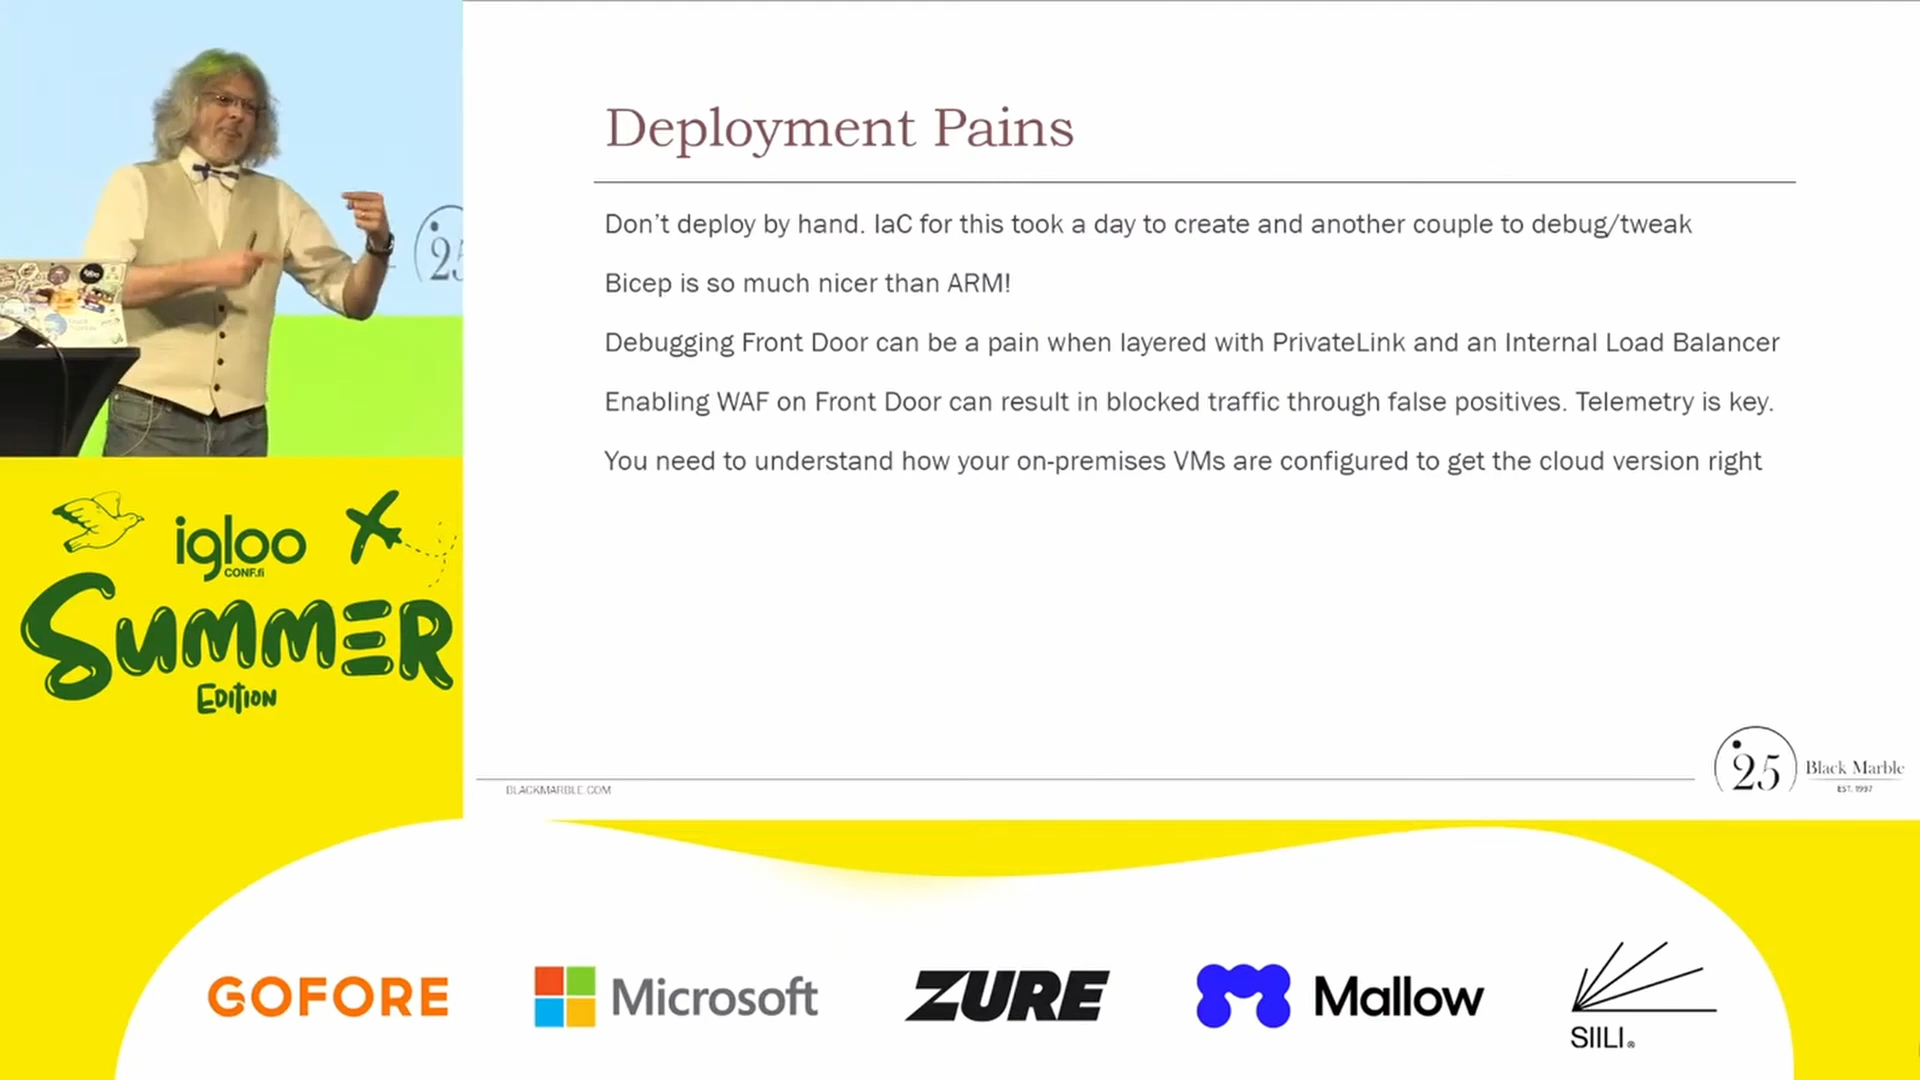 Deployment Pains
Don't deploy by hand. IaC for this took a day to create and another couple to debug/tweak
Bicep is so much nicer than ARM!
Debugging Front Door can be a pain when layered with PrivateLink and an Internal Load Balancer
Enabling WAF on Front Door can result in blocked traffic through false positives. Telemetry is key.
You need to understand how your on-premises VMs are configured to get the cloud version right
25
igloo
CONF.fi
SUMMER
EDITION
BLACKMARBLE.COM
25 Black Marble
EST. 1997
GOFORE
Microsoft
ZURE
Mallow
SIILI®